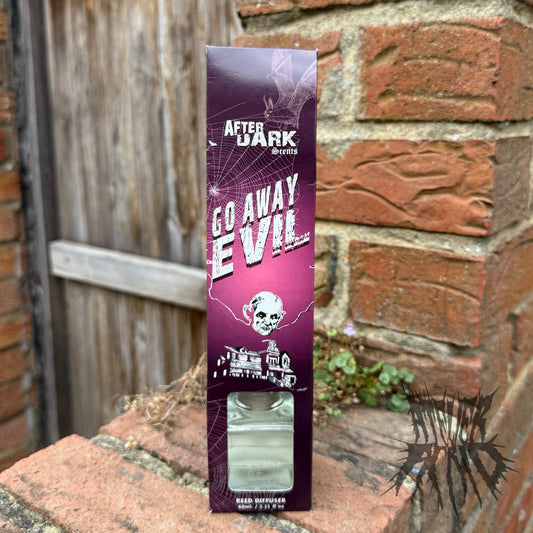 AFTER
DARK
Scents
GO AWAY
EVIL
REED DIFFUSER
60ml / 2.11 fl oz